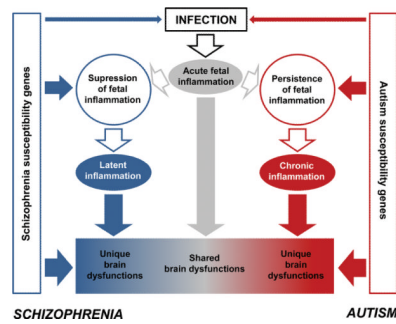 INFECTION
Schizophrenia susceptibility genes
Supression
of fetal
inflammation
Acute fetal
inflammation
Persistence
of fetal
inflammation
Autism susceptibility genes
Latent
inflammation
Chronic
inflammation
Unique
brain
dysfunctions
Shared
brain dysfunctions
Unique
brain
dysfunctions
SCHIZOPHRENIA
AUTISM